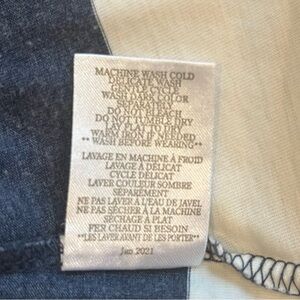 MACHINE WASH COLD
DELICATE WASH
GENTLE CYCLE
WASH DARK COLOR
SEPARATELY
DO NOT BLEACH
DO NOT TUMBLE DRY
LAY FLAT TO DRY
WARM IRON IF NEEDED
** WASH BEFORE WEARING**
LAVAGE EN MACHINE À FROID
LAVAGE À DÉLICAT
CYCLE DÉLICAT
LAVER COULEUR SOMBRE
SÉPARÉMENT
NE PAS LAVER À L'EAU DE JAVEL
NE PAS SÉCHER À LA MACHINE
SÉCHAGE À PLAT
FER CHAUD SI BESOIN
**LES LAVER AVANT DE LES PORTER**
Jan 2021